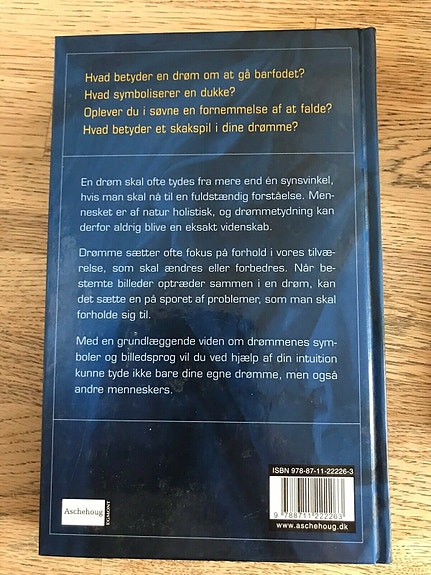 Hvad betyder en drøm om at gå barfodet?
Hvad symboliserer en dukke?
Oplever du i søvne en fornemmelse af at falde?
Hvad betyder et skakspil i dine drømme?
En drøm skal ofte tydes fra mere end én synsvinkel,
hvis man skal nå til en fuldstændig forståelse. Men-
nesket er af natur holistisk, og drømmetydning kan
derfor aldrig blive en eksakt videnskab.
Drømme sætter ofte fokus på forhold i vores tilvæ-
relse, som skal ændres eller forbedres. Når be-
stemte billeder optræder sammen i en drøm, kan
det sætte en på sporet af problemer, som man skal
forholde sig til.
Med en grundlæggende viden om drømmenes sym-
boler og billedsprog vil du ved hjælp af din intuition
kunne tyde ikke bare dine egne drømme, men også
andre menneskers.
ISBN 978-87-11-22226-3
9 788711 222263
www.aschehoug.dk
Aschehoug
EGMONT